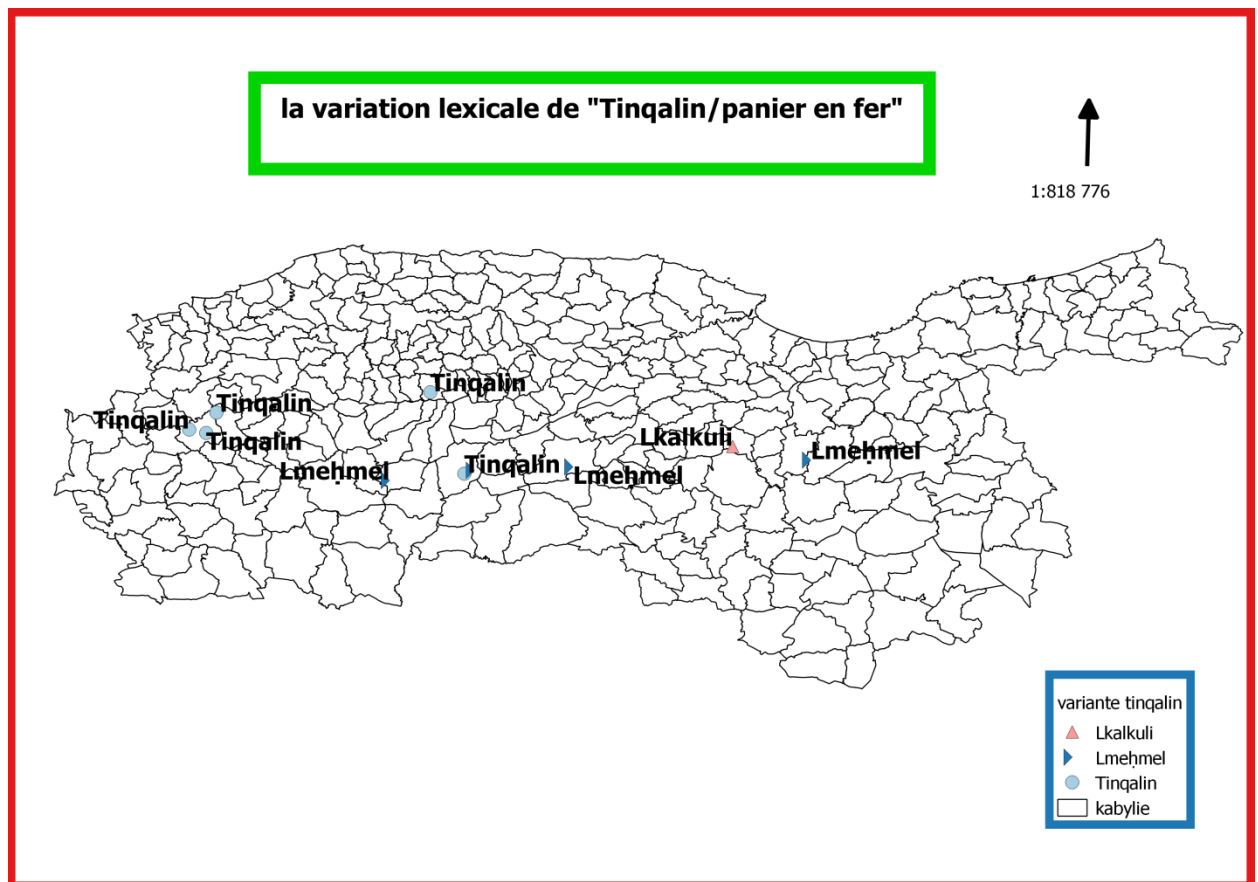 la variation lexicale de "Tinqalin/panier en fer"
1:818 776
Tinqalin
Tinqalin
Tinqalin
Tinqalin
Lkalkuli
Lmeḥmel
Tinqalin
Lmeḥmel
Lmeḥmel
variante tinqalin
Lkalkuli
Lmeḥmel
Tinqalin
kabylie